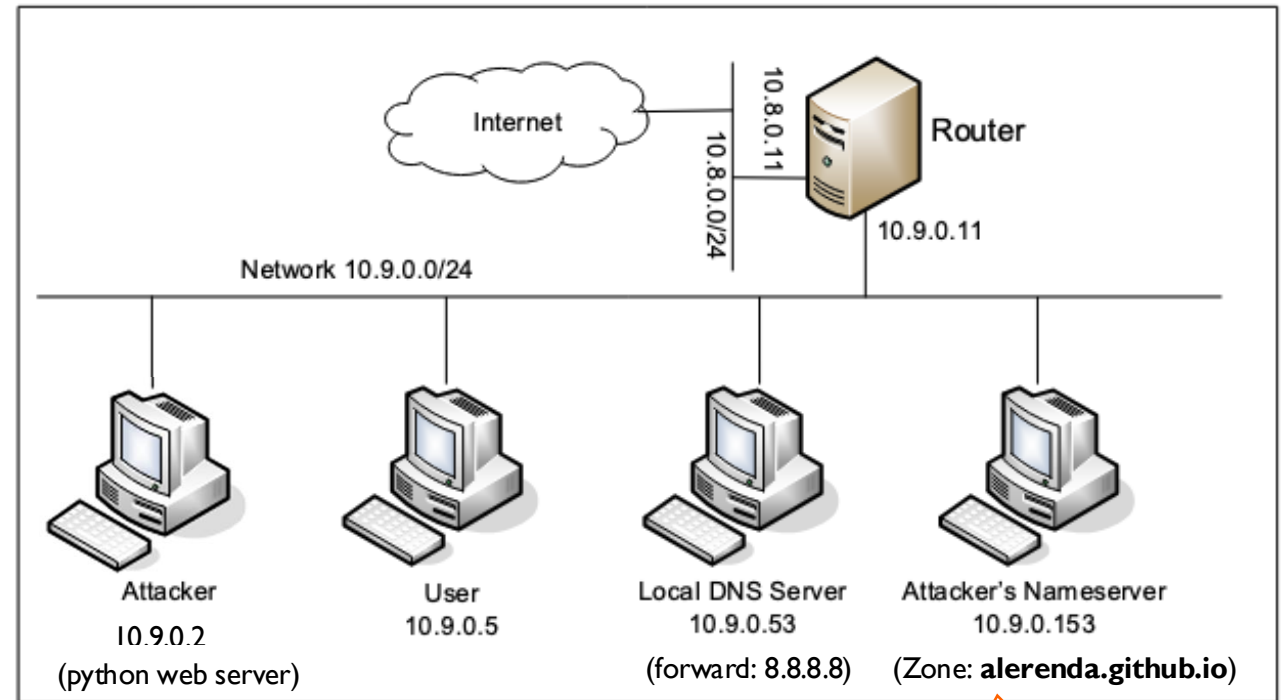 Internet
10.8.0.11
10.8.0.0/24
Router
10.9.0.11
Network 10.9.0.0/24
Attacker
10.9.0.2
(python web server)
User
10.9.0.5
Local DNS Server
10.9.0.53
(forward: 8.8.8.8)
Attacker's Nameserver
10.9.0.153
(Zone: alerenda.github.io)